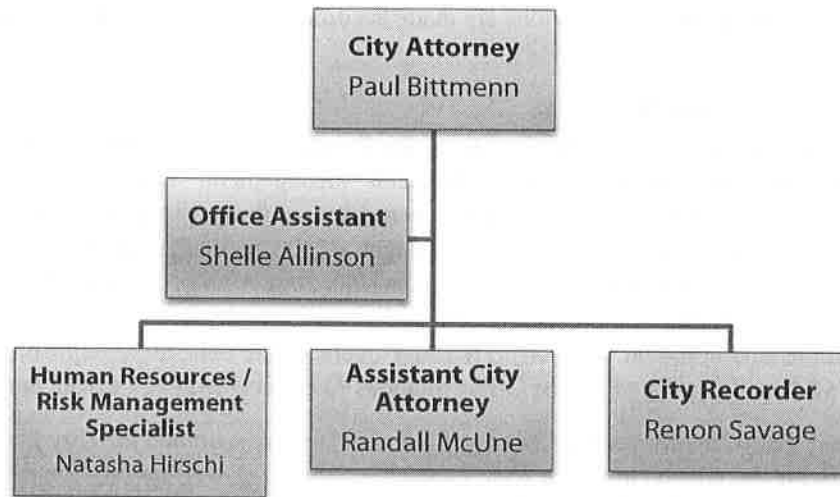 City Attorney
Paul Bittmenn
Office Assistant
Shelle Allinson
Human Resources /
Risk Management
Specialist
Natasha Hirschi
Assistant City
Attorney
Randall McUne
City Recorder
Renon Savage